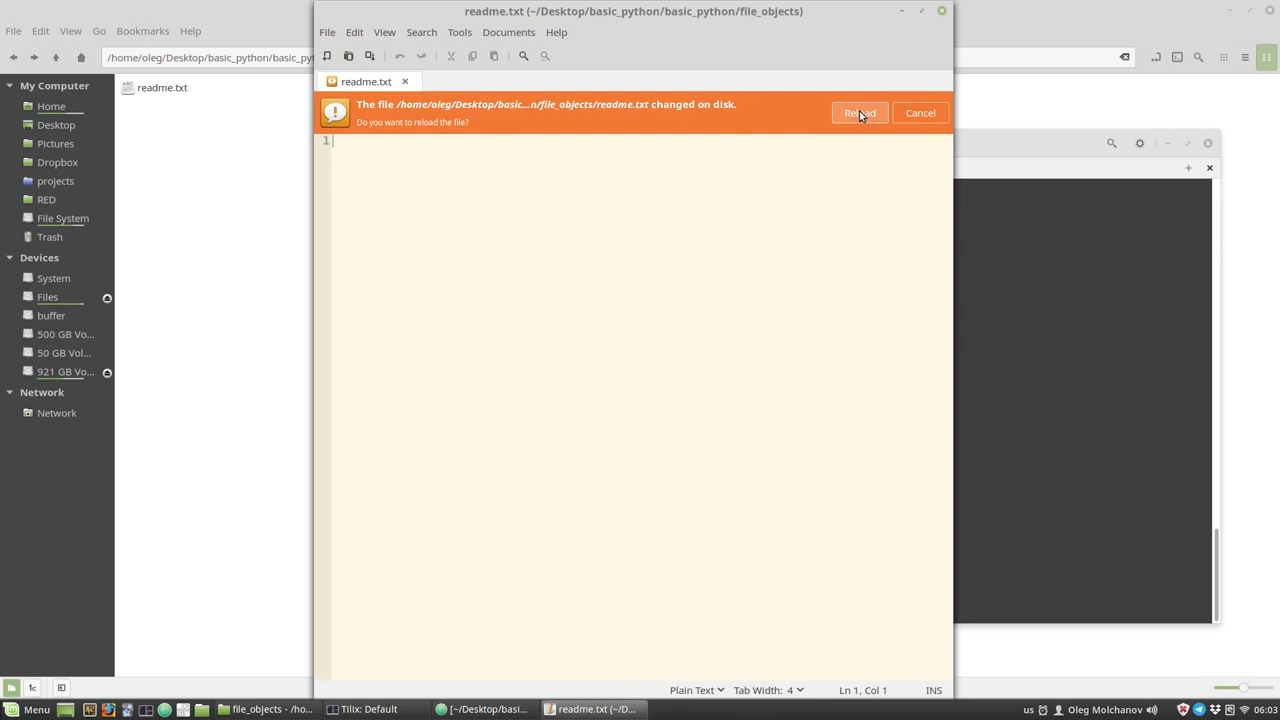 readme.txt (~/Desktop/basic_python/basic_python/file_objects)
File Edit View Go Bookmarks Help
File Edit View Search Tools Documents Help
/home/oleg/Desktop/basic_python/basic_py
readme.txt
My Computer
Home
Desktop
Pictures
Dropbox
projects
RED
File System
Trash
Devices
System
Files
buffer
500 GB Vo...
50 GB Vol...
921 GB Vo...
Network
Network
readme.txt
The file /home/oleg/Desktop/basic...n/file_objects/readme.txt changed on disk.
Do you want to reload the file?
Reload
Cancel
1
Plain Text
Tab Width: 4
Ln 1, Col 1
INS
Menu
file_objects - /ho...
Tilix: Default
[~/Desktop/basi...
readme.txt (~/D...
us
Oleg Molchanov
06:03